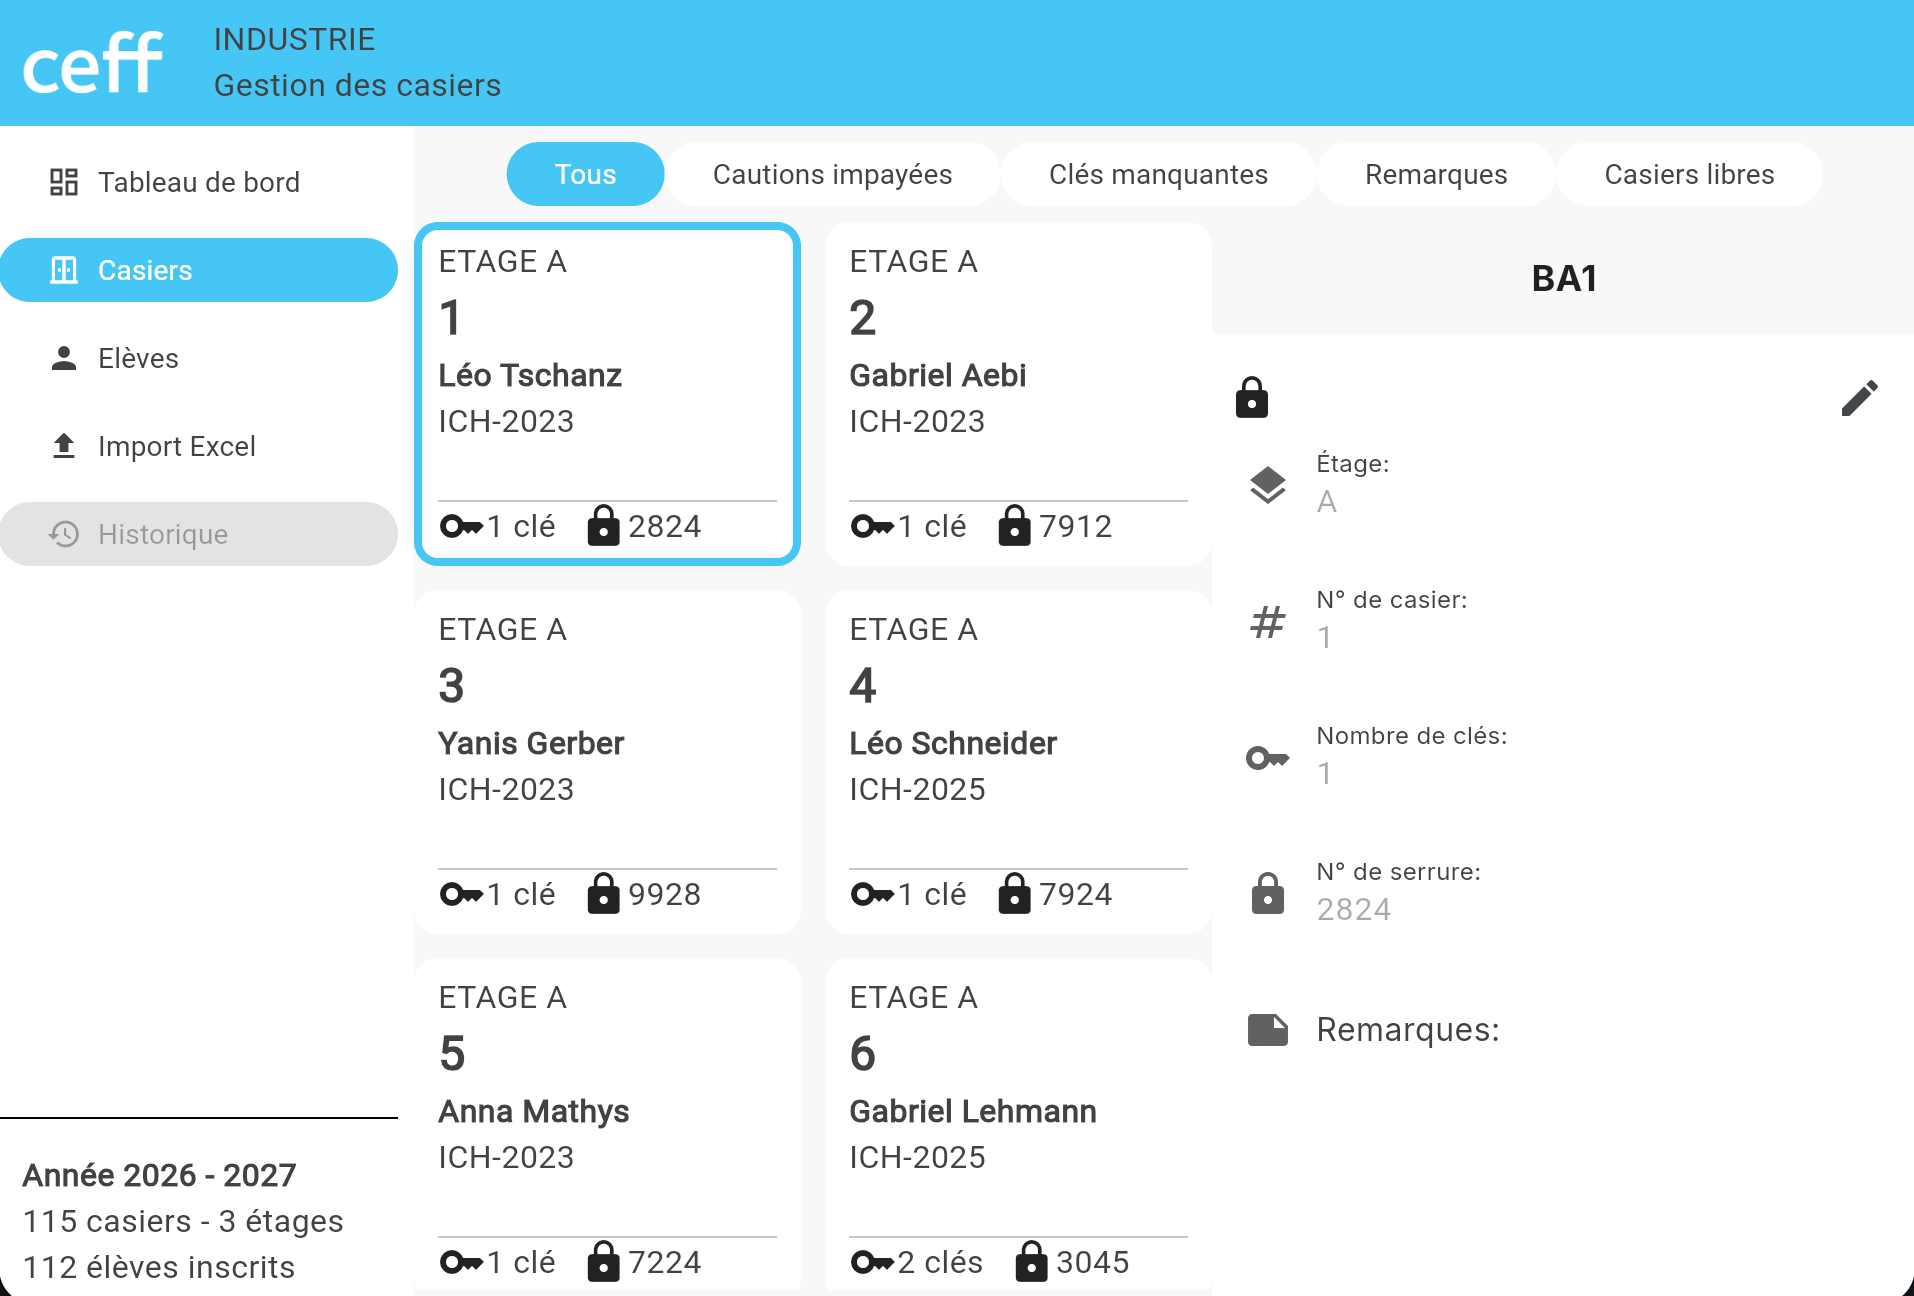 ceff
INDUSTRIE
Gestion des casiers
Tableau de bord
Casiers
Elèves
Import Excel
Historique
Année 2026 - 2027
115 casiers - 3 étages
112 élèves inscrits
Tous
Cautions impayées
Clés manquantes
Remarques
Casiers libres
ETAGE A
1
Léo Tschanz
ICH-2023
1 clé 2824
ETAGE A
2
Gabriel Aebi
ICH-2023
1 clé 7912
ETAGE A
3
Yanis Gerber
ICH-2023
1 clé 9928
ETAGE A
4
Léo Schneider
ICH-2025
1 clé 7924
ETAGE A
5
Anna Mathys
ICH-2023
1 clé 7224
ETAGE A
6
Gabriel Lehmann
ICH-2025
2 clés 3045
BA1
Étage:
A
N° de casier:
1
Nombre de clés:
1
N° de serrure:
2824
Remarques: